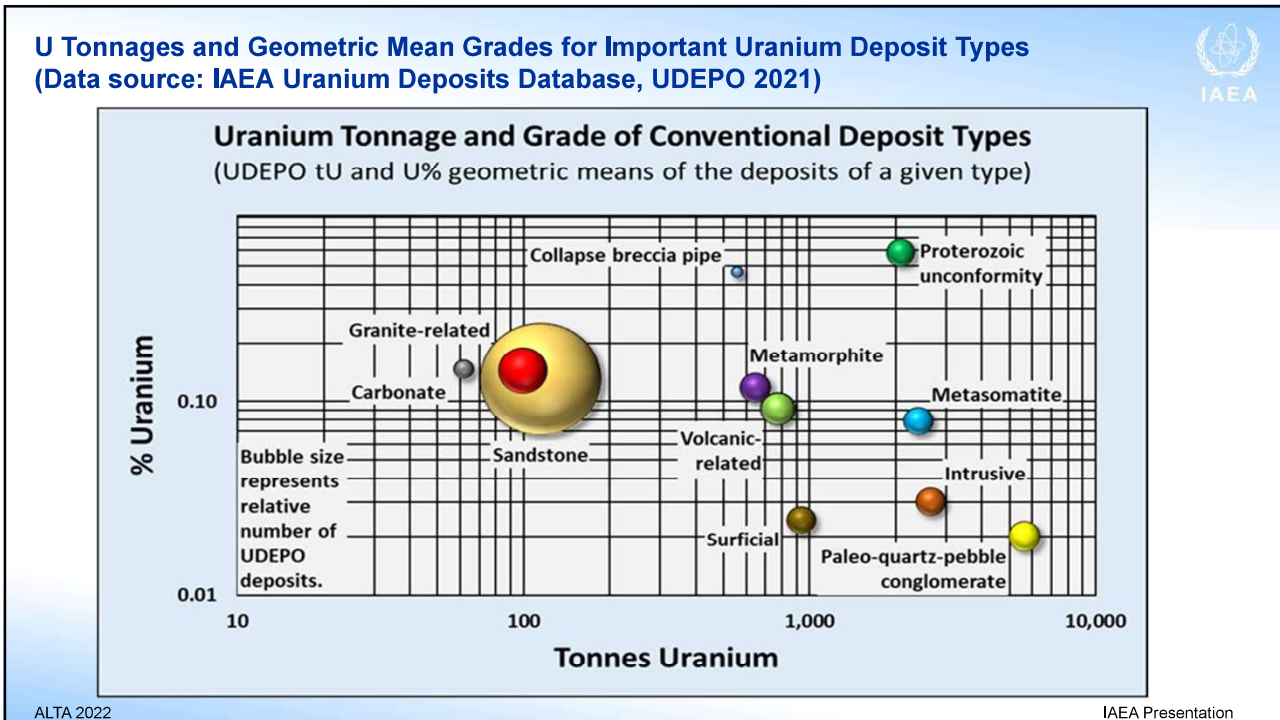 U Tonnages and Geometric Mean Grades for Important Uranium Deposit Types
(Data source: IAEA Uranium Deposits Database, UDEPO 2021)
IAEA
Uranium Tonnage and Grade of Conventional Deposit Types
(UDEPO tU and U% geometric means of the deposits of a given type)
% Uranium
0.10
0.01
Collapse breccia pipe
Proterozoic
unconformity
Granite-related
Carbonate
Sandstone
Metamorphite
Metasomatite
Volcanic-
related
Intrusive
Surficial
Paleo-quartz-pebble
conglomerate
Bubble size
represents
relative
number of
UDEPO
deposits.
10
100
1,000
10,000
Tonnes Uranium
ALTA 2022
IAEA Presentation